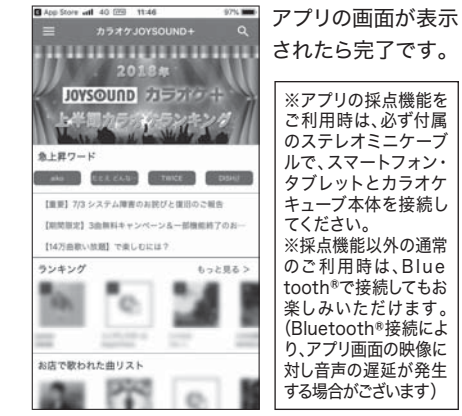 App Store 4G 11:46 97%
カラオケJOYSOUND+
2018年
JOYSOUND カラオケ+
上半期カラオケランキング
急上昇ワード
aiko たとえ どんな… TWICE DISH//
【重要】7/3 システム障害のお詫びと復旧のご報告
【期間限定】3曲無料キャンペーン&一部機能終了のお…
【14万曲歌い放題】で楽しむには？
ランキング もっと見る >
お店で歌われた曲リスト
アプリの画面が表示
されたら完了です。
※アプリの採点機能を
ご利用時は、必ず付属
のステレオミニケーブ
ルで、スマートフォン・
タブレットとカラオケ
キューブ本体を接続し
てください。
※採点機能以外の通常
のご利用時は、Blue
tooth®で接続してもお
楽しみいただけます。
(Bluetooth®接続によ
り、アプリ画面の映像に
対し音声の遅延が発生
する場合がございます)